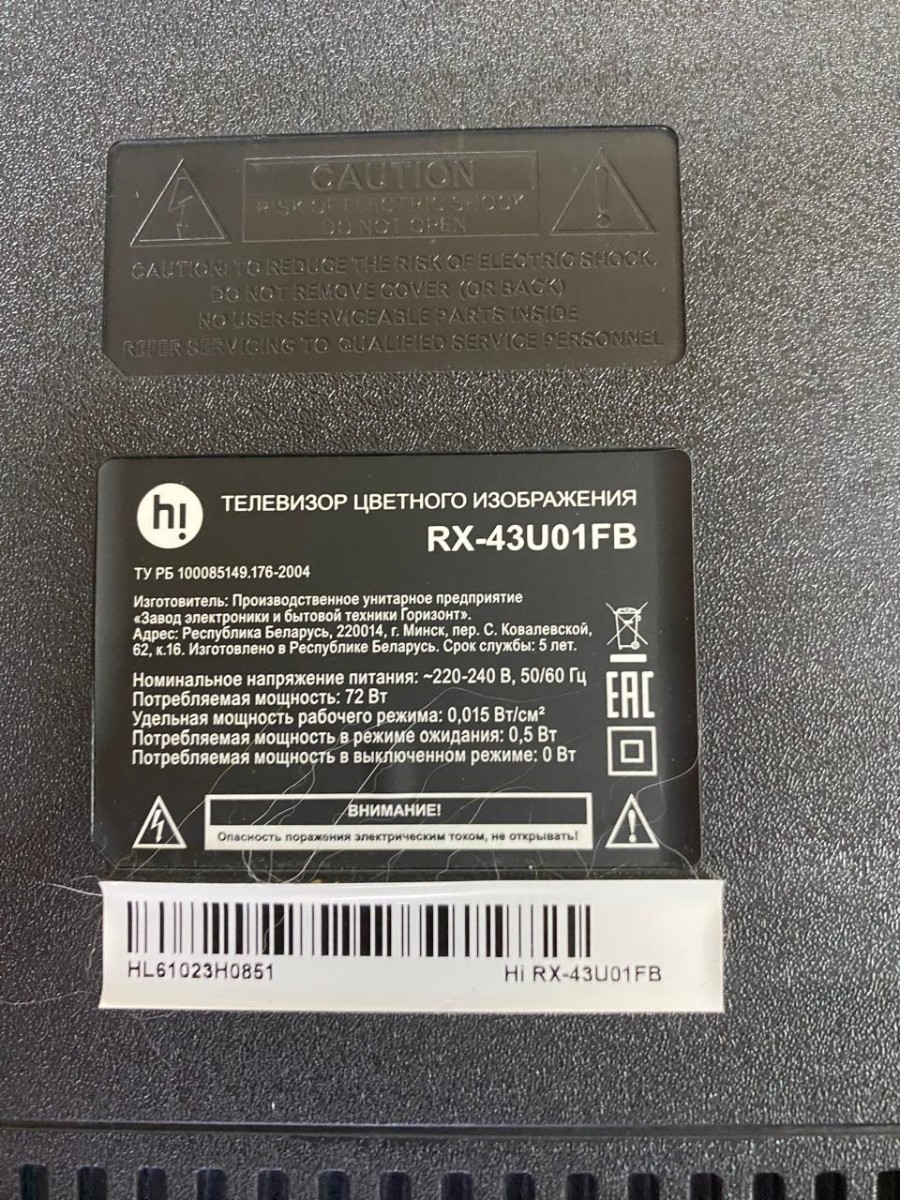 CAUTION
RISK OF ELECTRIC SHOCK
DO NOT OPEN
CAUTION: TO REDUCE THE RISK OF ELECTRIC SHOCK.
DO NOT REMOVE COVER (OR BACK)
NO USER-SERVICEABLE PARTS INSIDE
REFER SERVICING TO QUALIFIED SERVICE PERSONNEL
h!
ТЕЛЕВИЗОР ЦВЕТНОГО ИЗОБРАЖЕНИЯ
RX-43U01FB
ТУ РБ 100085149.176-2004
Изготовитель: Производственное унитарное предприятие
«Завод электроники и бытовой техники Горизонт».
Адрес: Республика Беларусь, 220014, г. Минск, пер. С. Ковалевской,
62, к.16. Изготовлено в Республике Беларусь. Срок службы: 5 лет.
Номинальное напряжение питания: ~220-240 В, 50/60 Гц
Потребляемая мощность: 72 Вт
Удельная мощность рабочего режима: 0,015 Вт/см²
Потребляемая мощность в режиме ожидания: 0,5 Вт
Потребляемая мощность в выключенном режиме: 0 Вт
EAC
ВНИМАНИЕ!
Опасность поражения электрическим током, не открывать!
HL61023H0851
Hi RX-43U01FB